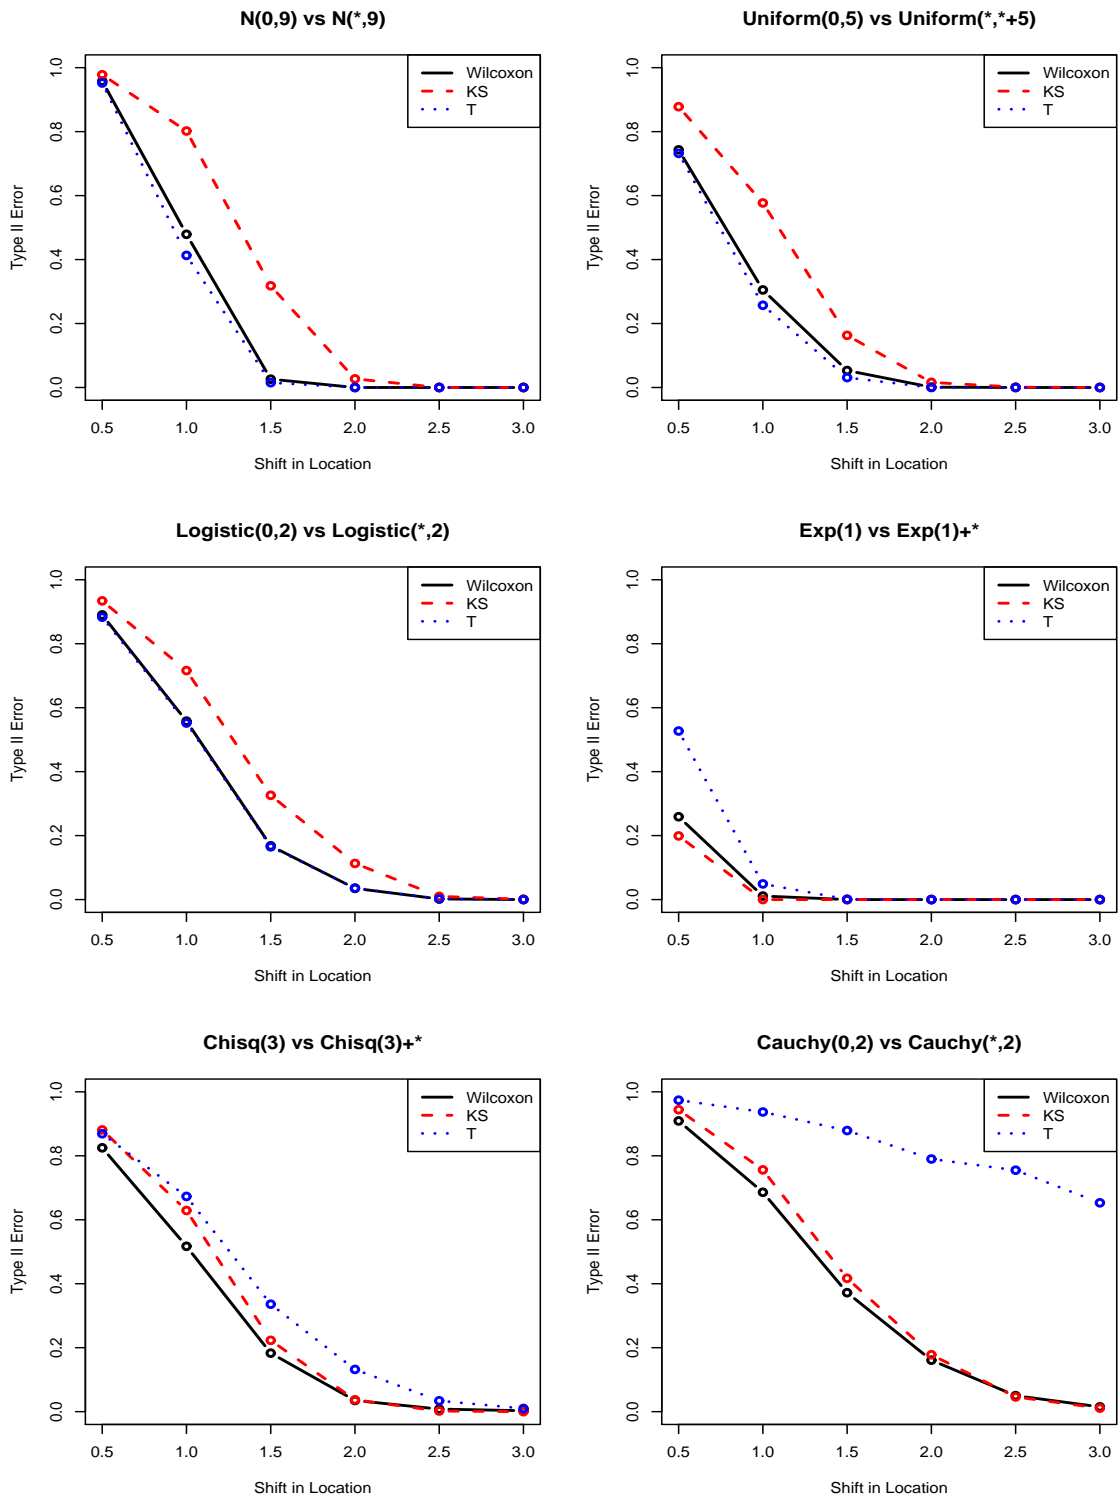 N(0,9) vs N(*,9)
Type II Error
1.0
0.8
0.6
0.4
0.2
0.0
Wilcoxon
KS
T
0.5 1.0 1.5 2.0 2.5 3.0
Shift in Location
Uniform(0,5) vs Uniform(*,*+5)
Type II Error
1.0
0.8
0.6
0.4
0.2
0.0
Wilcoxon
KS
T
0.5 1.0 1.5 2.0 2.5 3.0
Shift in Location
Logistic(0,2) vs Logistic(*,2)
Type II Error
1.0
0.8
0.6
0.4
0.2
0.0
Wilcoxon
KS
T
0.5 1.0 1.5 2.0 2.5 3.0
Shift in Location
Exp(1) vs Exp(1)+*
Type II Error
1.0
0.8
0.6
0.4
0.2
0.0
Wilcoxon
KS
T
0.5 1.0 1.5 2.0 2.5 3.0
Shift in Location
Chisq(3) vs Chisq(3)+*
Type II Error
1.0
0.8
0.6
0.4
0.2
0.0
Wilcoxon
KS
T
0.5 1.0 1.5 2.0 2.5 3.0
Shift in Location
Cauchy(0,2) vs Cauchy(*,2)
Type II Error
1.0
0.8
0.6
0.4
0.2
0.0
Wilcoxon
KS
T
0.5 1.0 1.5 2.0 2.5 3.0
Shift in Location